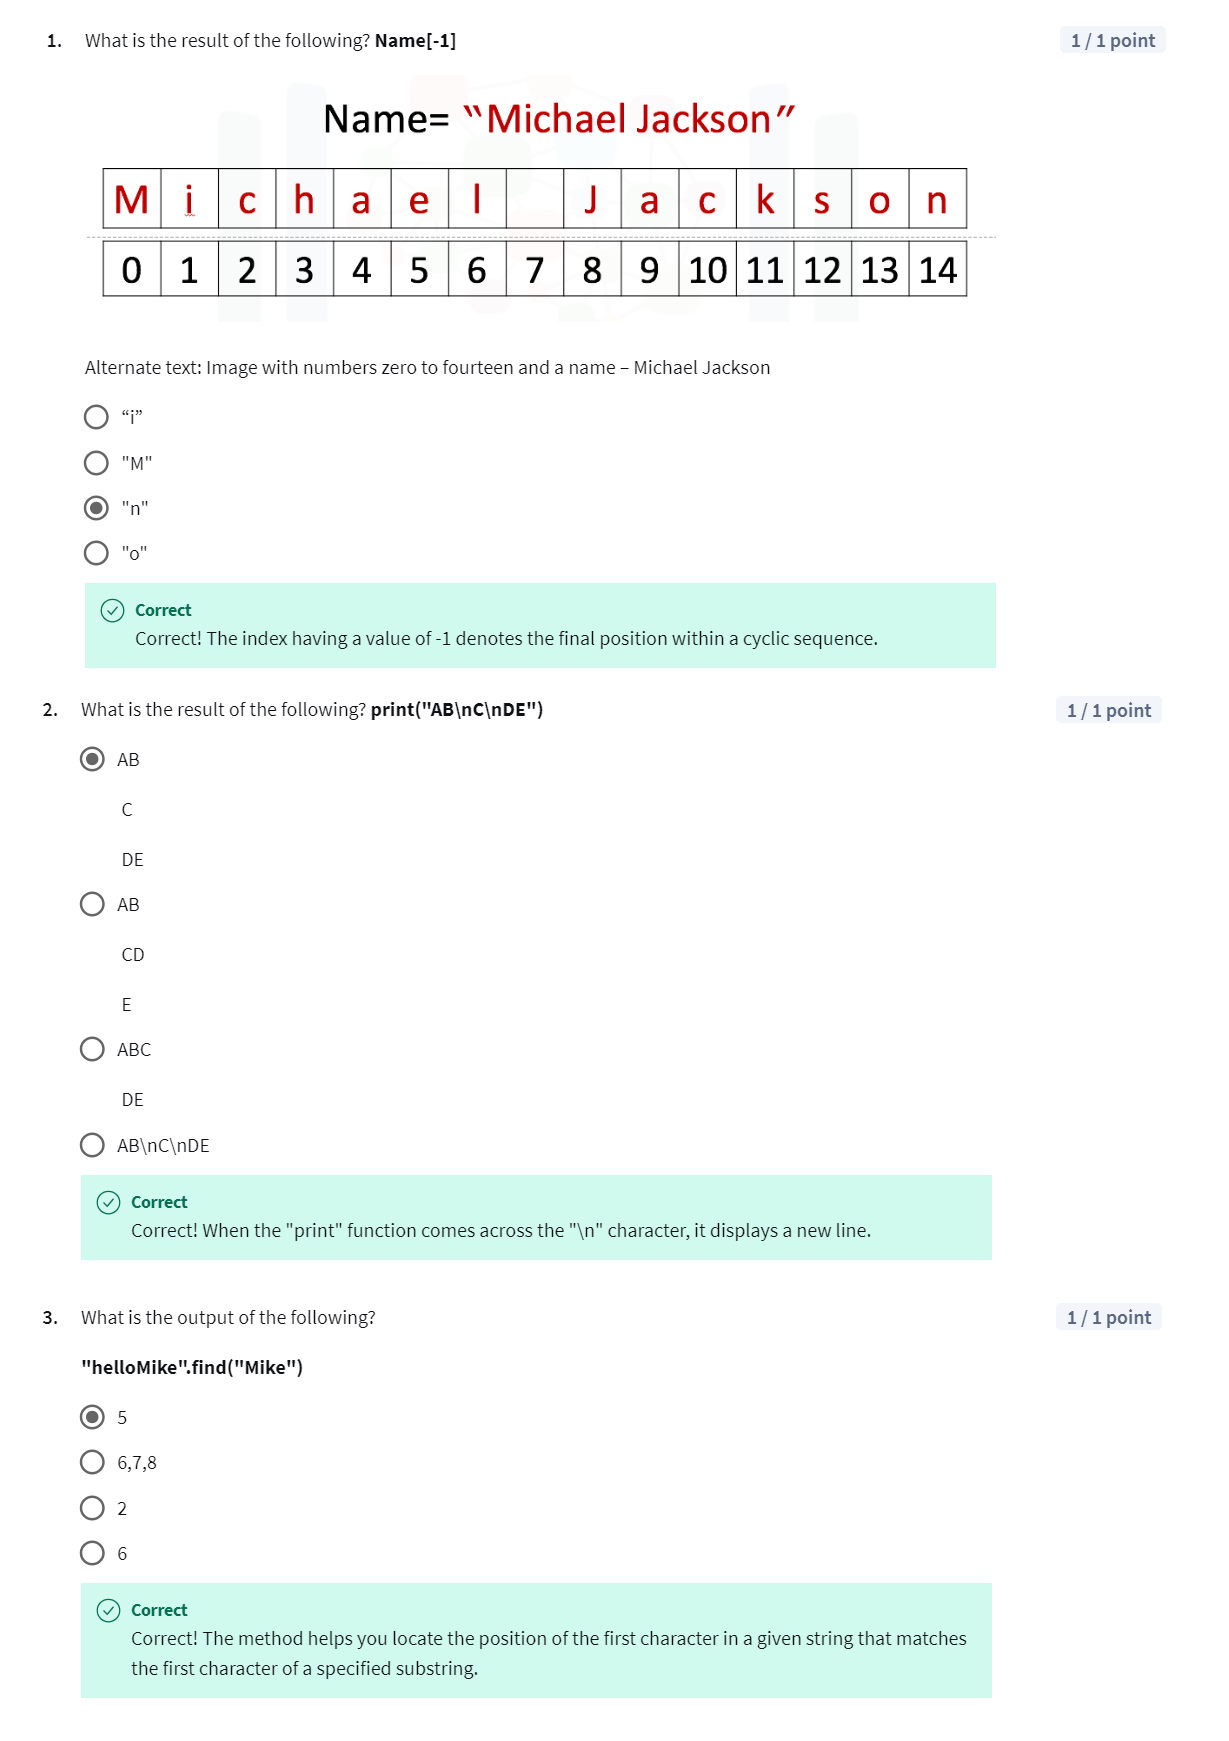 1. What is the result of the following? Name[-1]
1 / 1 point
Name= “Michael Jackson”
M i c h a e l J a c k s o n
0 1 2 3 4 5 6 7 8 9 10 11 12 13 14
Alternate text: Image with numbers zero to fourteen and a name – Michael Jackson
“i”
"M"
"n"
"o"
Correct
Correct! The index having a value of -1 denotes the final position within a cyclic sequence.
2. What is the result of the following? print("AB\nC\nDE")
1 / 1 point
AB
C
DE
AB
CD
E
ABC
DE
AB\nC\nDE
Correct
Correct! When the "print" function comes across the "\n" character, it displays a new line.
3. What is the output of the following?
1 / 1 point
"helloMike".find("Mike")
5
6,7,8
2
6
Correct
Correct! The method helps you locate the position of the first character in a given string that matches
the first character of a specified substring.